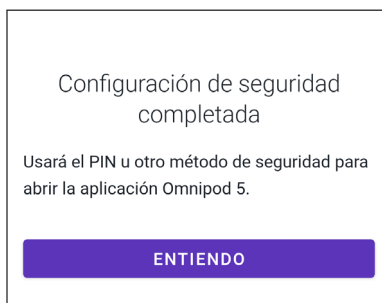 Configuración de seguridad
completada
Usará el PIN u otro método de seguridad para
abrir la aplicación Omnipod 5.
ENTIENDO